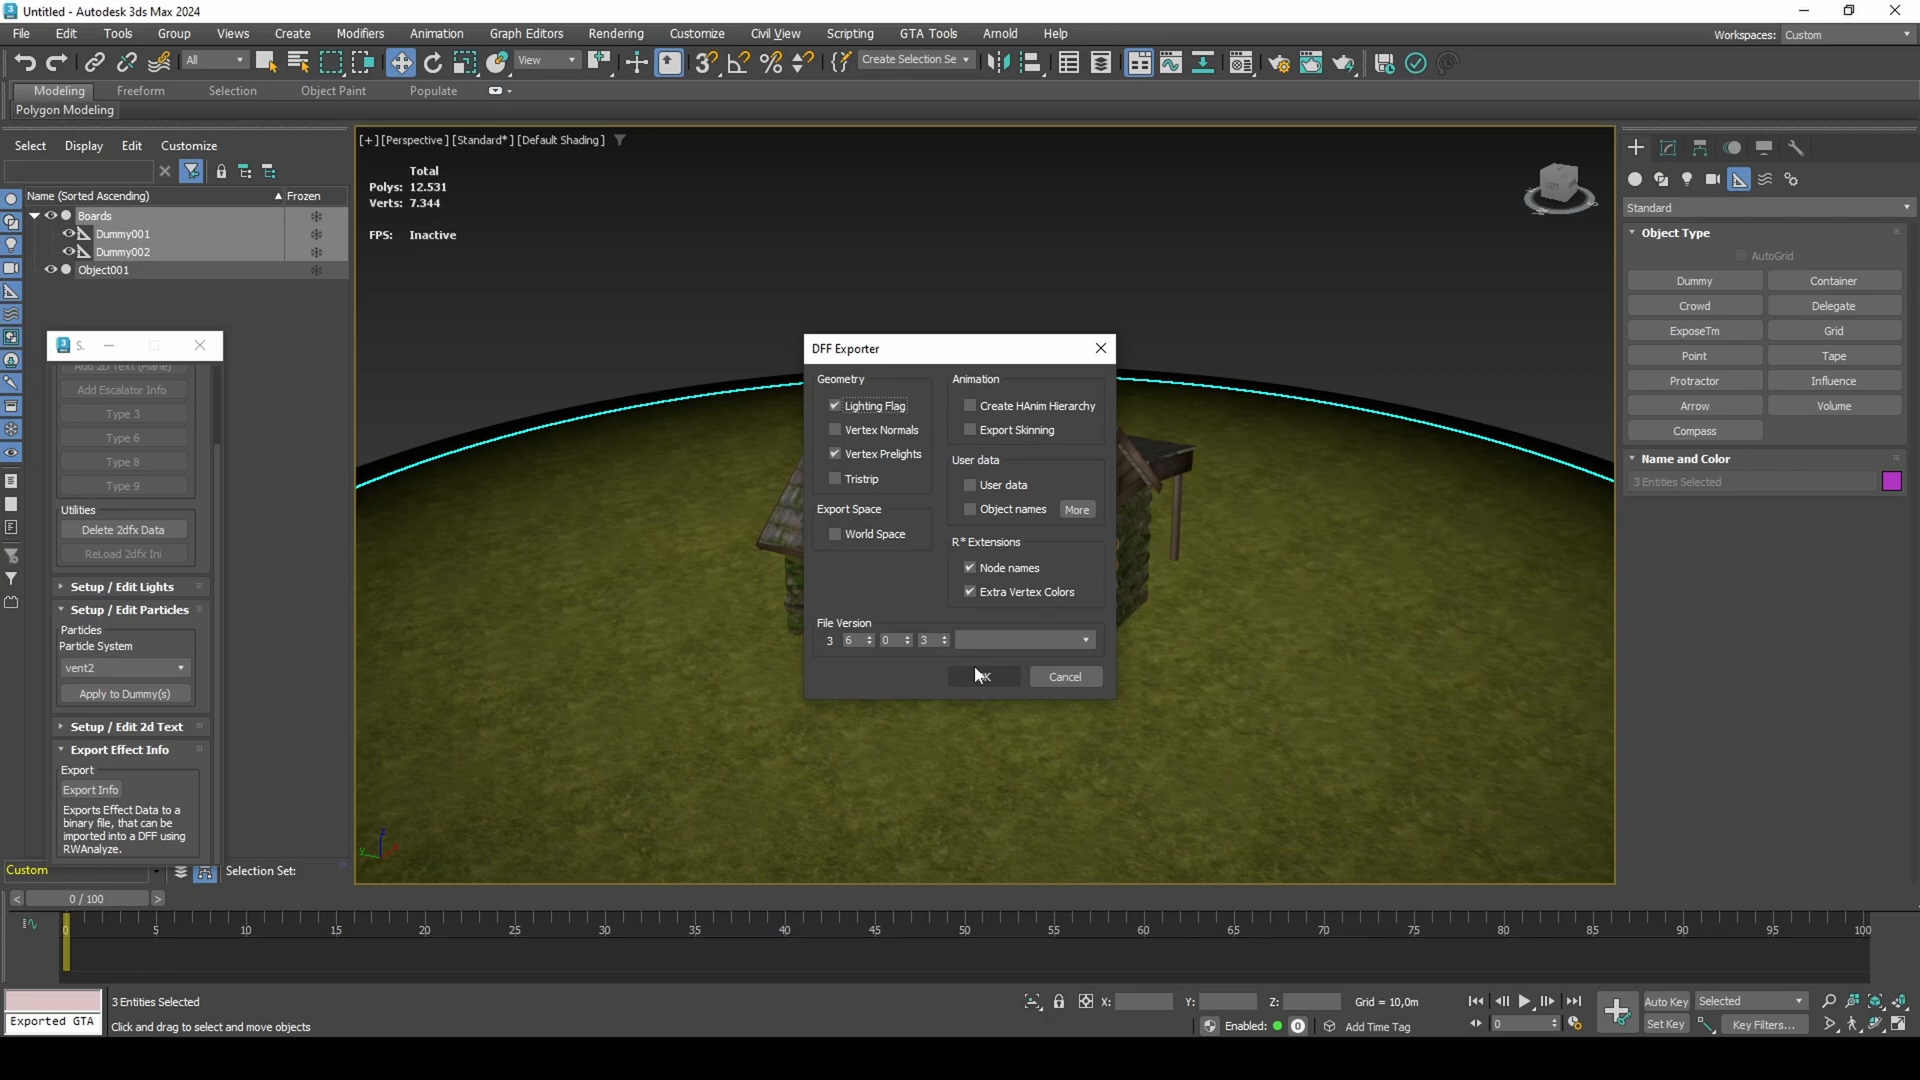 Untitled - Autodesk 3ds Max 2024
File Edit Tools Group Views Create Modifiers Animation Graph Editors Rendering Customize Civil View Scripting GTA Tools Arnold Help
Workspaces: Custom
All
View
Create Selection Se
Modeling Freeform Selection Object Paint Populate
Polygon Modeling
Select Display Edit Customize
Name (Sorted Ascending) Frozen
Boards
Dummy001
Dummy002
Object001
S.
Add 2D Text (Plane)
Add Escalator Info
Type 3
Type 6
Type 8
Type 9
Utilities
Delete 2dfx Data
ReLoad 2dfx Ini
Setup / Edit Lights
Setup / Edit Particles
Particles
Particle System
vent2
Apply to Dummy(s)
Setup / Edit 2d Text
Export Effect Info
Export
Export Info
Exports Effect Data to a
binary file, that can be
imported into a DFF using
RWAnalyze.
Custom
Selection Set:
[+] [Perspective] [Standard*] [Default Shading]
Total
Polys: 12.531
Verts: 7.344
FPS: Inactive
LEFT
z
y
DFF Exporter
Geometry
Lighting Flag
Vertex Normals
Vertex Prelights
Tristrip
Export Space
World Space
Animation
Create HAnim Hierarchy
Export Skinning
User data
User data
Object names More
R* Extensions
Node names
Extra Vertex Colors
File Version
3 6 0 3
Cancel
Standard
Object Type
AutoGrid
Dummy Container
Crowd Delegate
ExposeTm Grid
Point Tape
Protractor Influence
Arrow Volume
Compass
Name and Color
3 Entities Selected
< 0 / 100 >
0 5 10 15 20 25 30 35 40 45 50 55 60 65 70 75 80 85 90 95 100
Exported GTA
3 Entities Selected
Click and drag to select and move objects
X: Y: Z: Grid = 10,0m
Enabled: 0 Add Time Tag
0
Auto Key Selected
Set Key Key Filters...